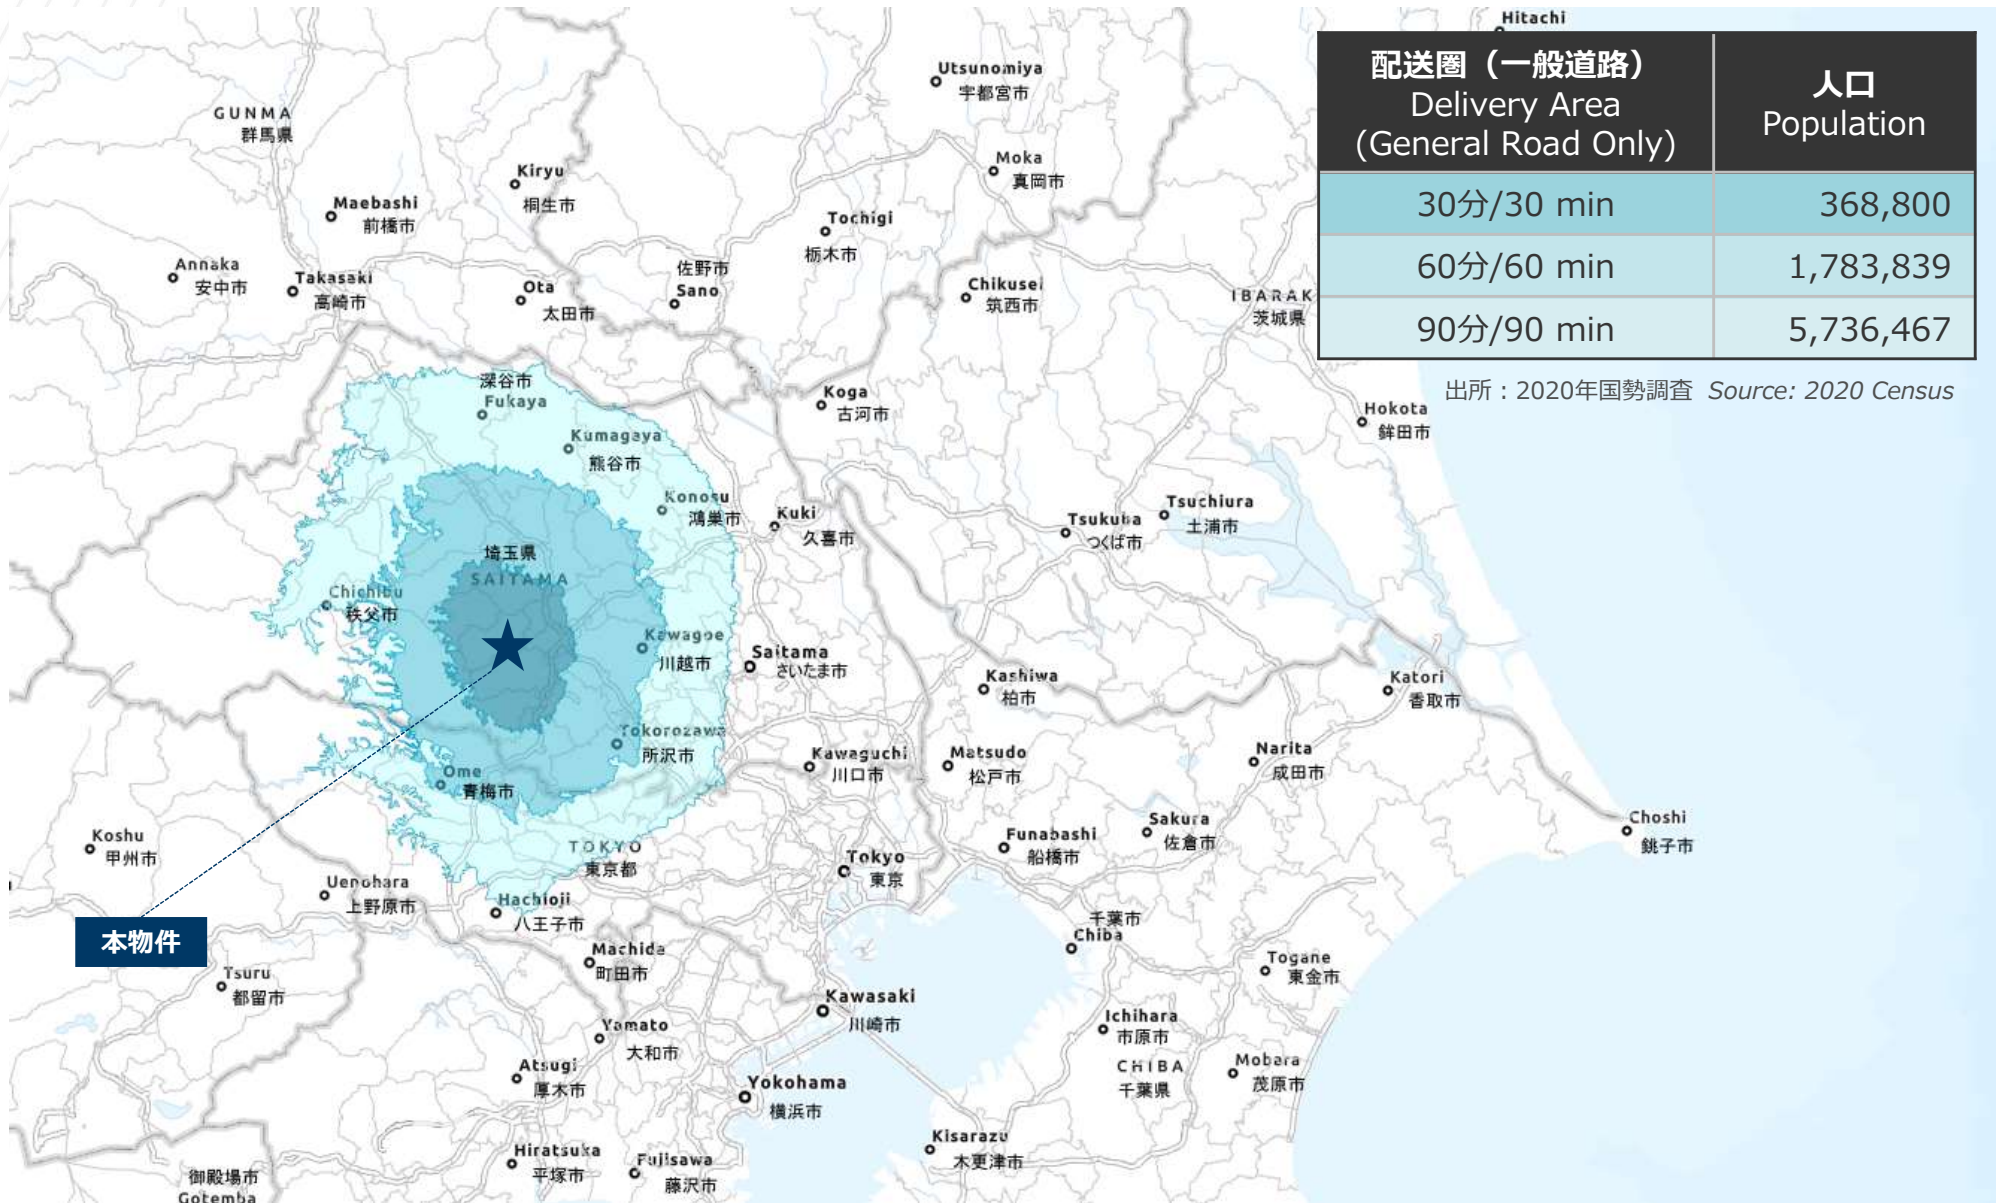 Hitachi
配送圏（一般道路）
Delivery Area
(General Road Only)
人口
Population
30分/30 min
368,800
60分/60 min
1,783,839
90分/90 min
5,736,467
出所：2020年国勢調査 Source: 2020 Census
Utsunomiya
宇都宮市
GUNMA
群馬県
Moka
真岡市
Kiryu
桐生市
Maebashi
前橋市
Tochigi
栃木市
Annaka
安中市
Takasaki
高崎市
Ota
太田市
佐野市
Sano
Chikusei
筑西市
IBARAK
茨城県
深谷市
Fukaya
Koga
古河市
Hokota
鉾田市
Kumagaya
熊谷市
Konosu
鴻巣市
Kuki
久喜市
Tsukuba
つくば市
Tsuchiura
土浦市
埼玉県
SAITAMA
Chichibu
秩父市
Kawagoe
川越市
Saitama
さいたま市
Kashiwa
柏市
Katori
香取市
Tokorozawa
所沢市
Kawaguchi
川口市
Matsudo
松戸市
Narita
成田市
Ome
青梅市
Koshu
甲州市
TOKYO
東京都
Tokyo
東京
Funabashi
船橋市
Sakura
佐倉市
Choshi
銚子市
Uenohara
上野原市
Hachioji
八王子市
本物件
千葉市
Chiba
Machida
町田市
Togane
東金市
Tsuru
都留市
Kawasaki
川崎市
Yamato
大和市
Ichihara
市原市
CHIBA
千葉県
Mobara
茂原市
Atsugi
厚木市
Yokohama
横浜市
Hiratsuka
平塚市
Fujisawa
藤沢市
Kisarazu
木更津市
御殿場市
Gotemba